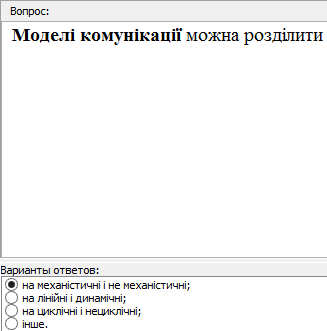 Вопрос:
Моделі комунікації можна розділити
Варианты ответов:
на механістичні і не механістичні;
на лінійні і динамічні;
на циклічні і нециклічні;
інше.